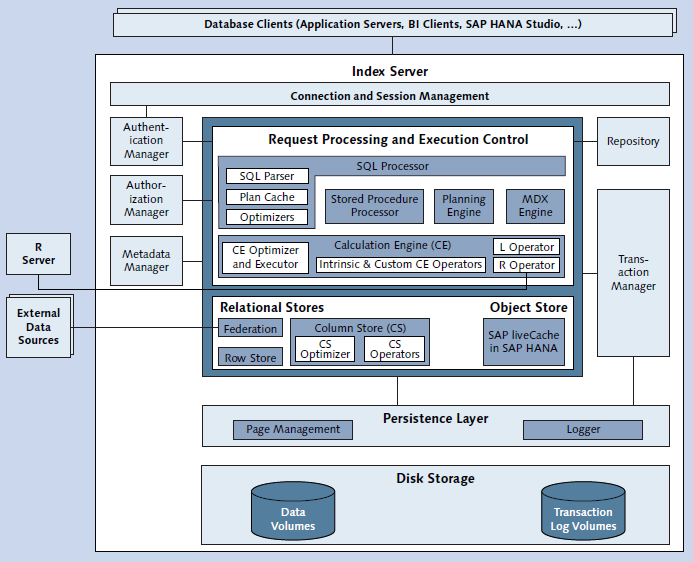 Database Clients (Application Servers, BI Clients, SAP HANA Studio, ...)
Index Server
Connection and Session Management
Authent-
ication
Manager
Author-
ization
Manager
Metadata
Manager
R
Server
External
Data
Sources
Request Processing and Execution Control
SQL Processor
SQL Parser
Plan Cache
Optimizers
Stored Procedure
Processor
Planning
Engine
MDX
Engine
Calculation Engine (CE)
CE Optimizer
and Executor
Intrinsic & Custom CE Operators
L Operator
R Operator
Relational Stores
Federation
Row Store
Column Store (CS)
CS
Optimizer
CS
Operators
Object Store
SAP liveCache
in SAP HANA
Repository
Trans-
action
Manager
Persistence Layer
Page Management
Logger
Disk Storage
Data
Volumes
Transaction
Log Volumes